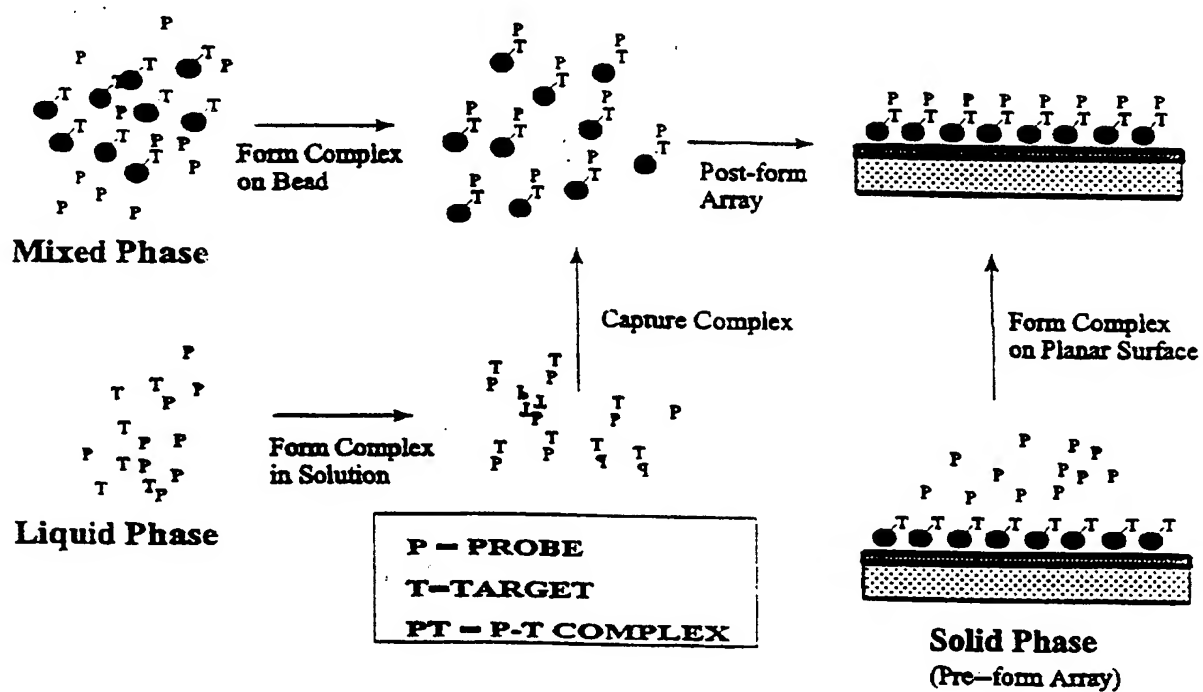 Form Complex
on Bead
Post-form
Array
Mixed Phase
Capture Complex
Form Complex
on Planar Surface
Form Complex
in Solution
Liquid Phase
P = PROBE
T=TARGET
PT = P-T COMPLEX
Solid Phase
(Pre-form Array)